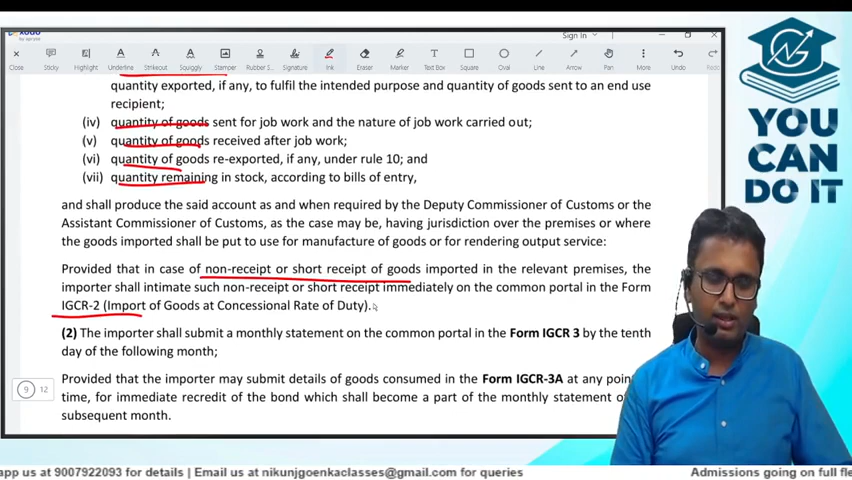 xodo
by apryse
Sign In
Close Sticky Highlight Underline Strikeout Squiggly Stamper Rubber S... Signature Ink Eraser Marker Text Box Square Oval Line Arrow Pan More Undo Redo
quantity exported, if any, to fulfil the intended purpose and quantity of goods sent to an end use
recipient;
(iv) quantity of goods sent for job work and the nature of job work carried out;
(v) quantity of goods received after job work;
(vi) quantity of goods re-exported, if any, under rule 10; and
(vii) quantity remaining in stock, according to bills of entry,
and shall produce the said account as and when required by the Deputy Commissioner of Customs or the
Assistant Commissioner of Customs, as the case may be, having jurisdiction over the premises or where
the goods imported shall be put to use for manufacture of goods or for rendering output service:
Provided that in case of non-receipt or short receipt of goods imported in the relevant premises, the
importer shall intimate such non-receipt or short receipt immediately on the common portal in the Form
IGCR-2 (Import of Goods at Concessional Rate of Duty).
(2) The importer shall submit a monthly statement on the common portal in the Form IGCR 3 by the tenth
day of the following month;
Provided that the importer may submit details of goods consumed in the Form IGCR-3A at any poin
time, for immediate recredit of the bond which shall become a part of the monthly statement o
subsequent month.
9 12
NG
YOU
CAN
DO IT
app us at 9007922093 for details | Email us at nikunjgoenkaclasses@gmail.com for queries
Admissions going on full fle